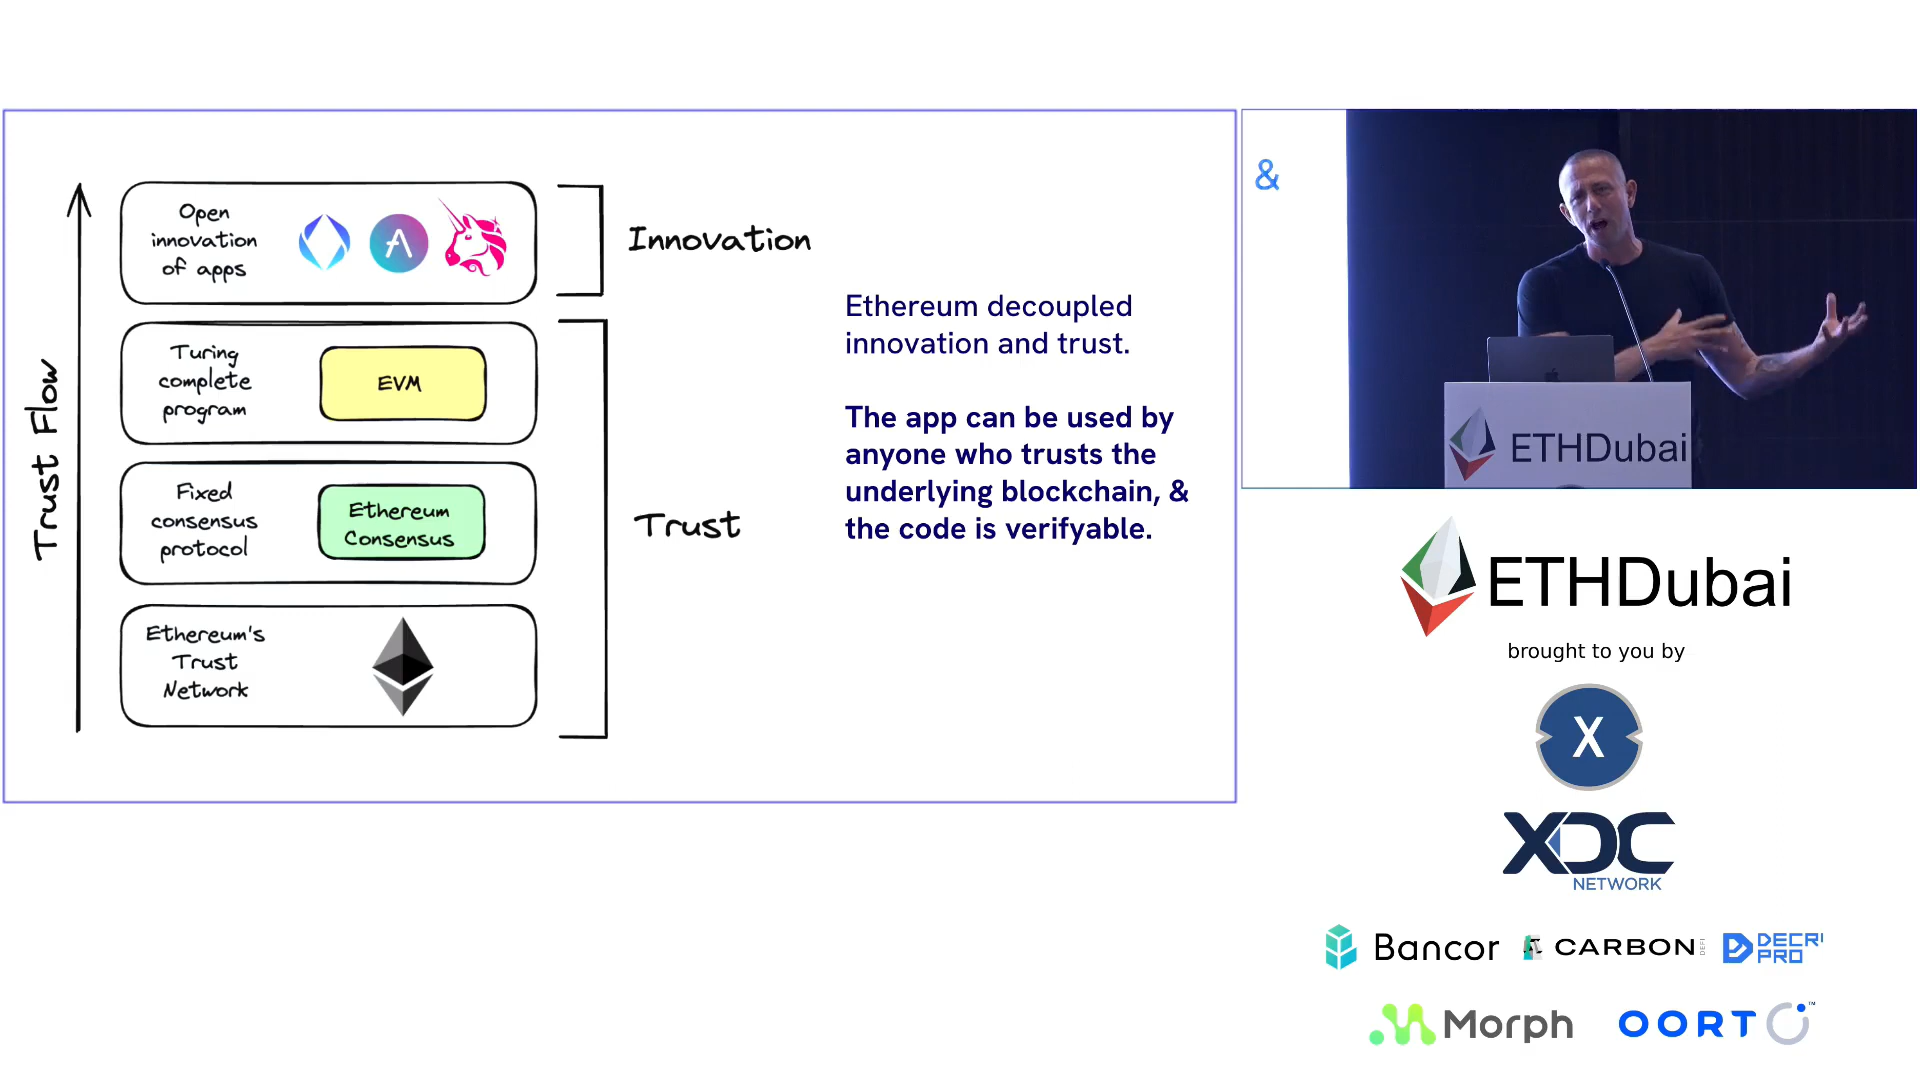 Trust Flow
Open
innovation
of apps
Innovation
Turing
complete
program
EVM
Fixed
consensus
protocol
Ethereum
Consensus
Trust
Ethereum's
Trust
Network
Ethereum decoupled
innovation and trust.
The app can be used by
anyone who trusts the
underlying blockchain, &
the code is verifyable.
&
ETHDubai
ETHDubai
brought to you by
X
XDC
NETWORK
Bancor
CARBON DEFI
DECRI
PRO
Morph
OORT ™